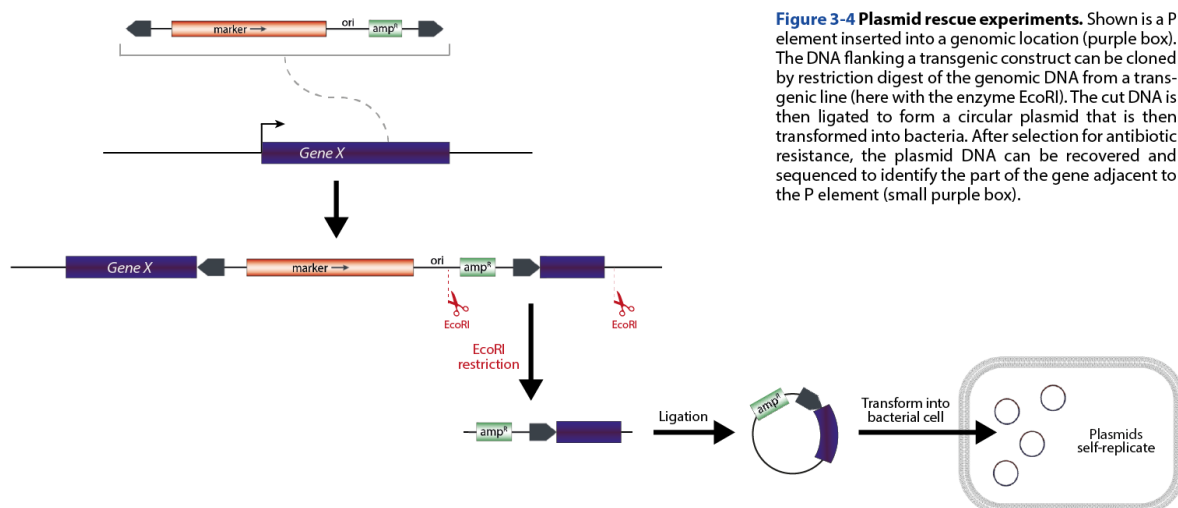 marker →
ori
ampR
Gene X
Figure 3-4 Plasmid rescue experiments. Shown is a P
element inserted into a genomic location (purple box).
The DNA flanking a transgenic construct can be cloned
by restriction digest of the genomic DNA from a trans-
genic line (here with the enzyme EcoRI). The cut DNA is
then ligated to form a circular plasmid that is then
transformed into bacteria. After selection for antibiotic
resistance, the plasmid DNA can be recovered and
sequenced to identify the part of the gene adjacent to
the P element (small purple box).
Gene X
marker →
ori
ampR
EcoRI
EcoRI
EcoRI
restriction
ampR
Ligation
ampR
Transform into
bacterial cell
Plasmids
self-replicate